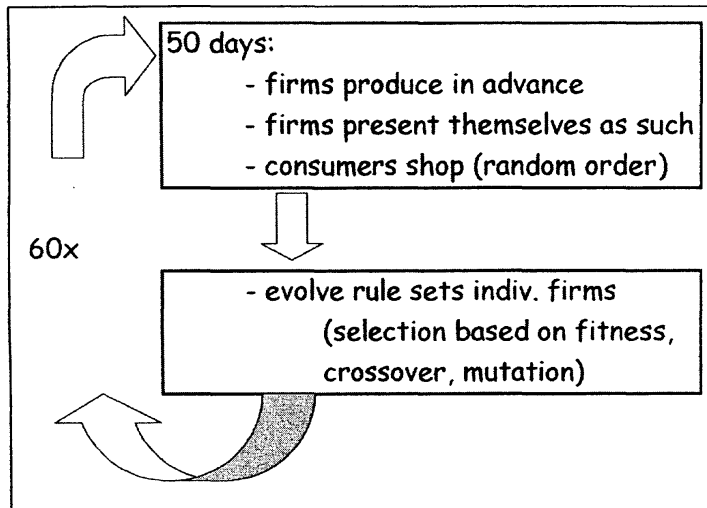 50 days:
- firms produce in advance
- firms present themselves as such
- consumers shop (random order)
60x
- evolve rule sets indiv. firms
(selection based on fitness,
crossover, mutation)